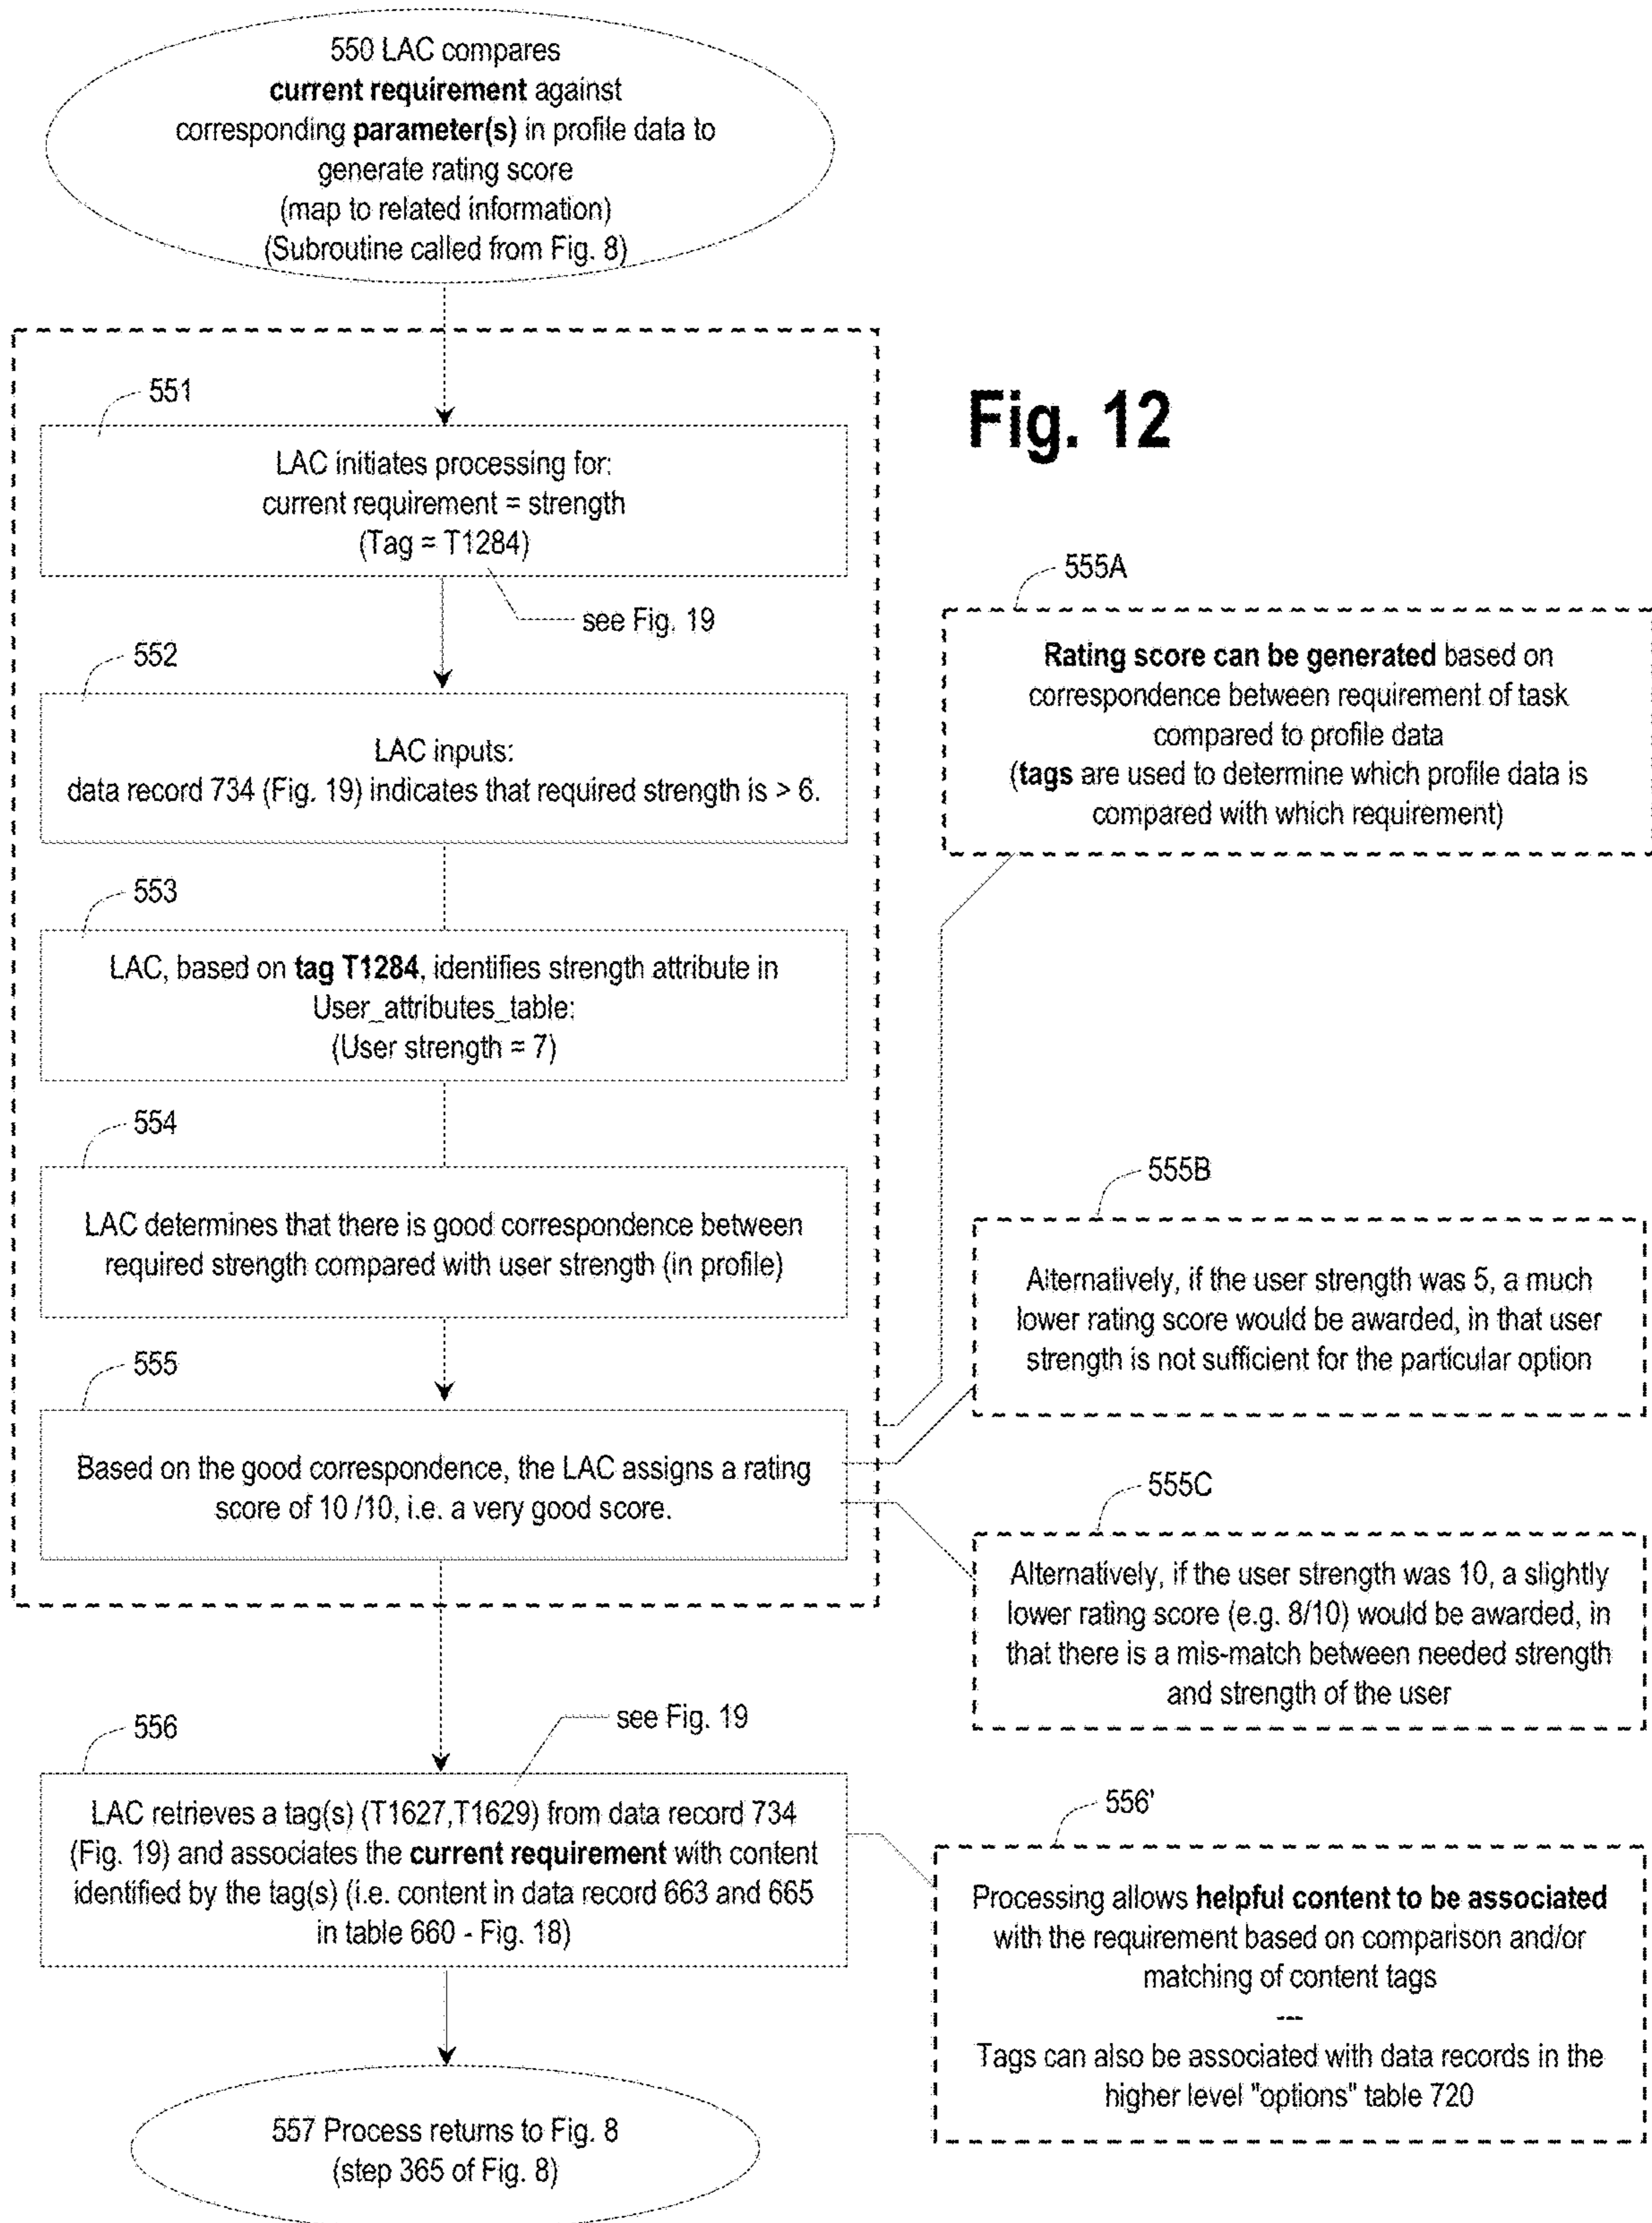 550 LAC compares
current requirement against
corresponding parameter(s) in profile data to
generate rating score
(map to related information)
(Subroutine called from Fig. 8)
Fig. 12
551
LAC initiates processing for:
current requirement = strength
(Tag = T1284)
see Fig. 19
552
LAC inputs:
data record 734 (Fig. 19) indicates that required strength is > 6.
553
LAC, based on tag T1284, identifies strength attribute in
User_attributes_table:
(User strength = 7)
554
LAC determines that there is good correspondence between
required strength compared with user strength (in profile)
555
Based on the good correspondence, the LAC assigns a rating
score of 10 /10, i.e. a very good score.
555A
Rating score can be generated based on
correspondence between requirement of task
compared to profile data
(tags are used to determine which profile data is
compared with which requirement)
555B
Alternatively, if the user strength was 5, a much
lower rating score would be awarded, in that user
strength is not sufficient for the particular option
555C
Alternatively, if the user strength was 10, a slightly
lower rating score (e.g. 8/10) would be awarded, in
that there is a mis-match between needed strength
and strength of the user
see Fig. 19
556
LAC retrieves a tag(s) (T1627,T1629) from data record 734
(Fig. 19) and associates the current requirement with content
identified by the tag(s) (i.e. content in data record 663 and 665
in table 660 - Fig. 18)
556'
Processing allows helpful content to be associated
with the requirement based on comparison and/or
matching of content tags
---
Tags can also be associated with data records in the
higher level "options" table 720
557 Process returns to Fig. 8
(step 365 of Fig. 8)